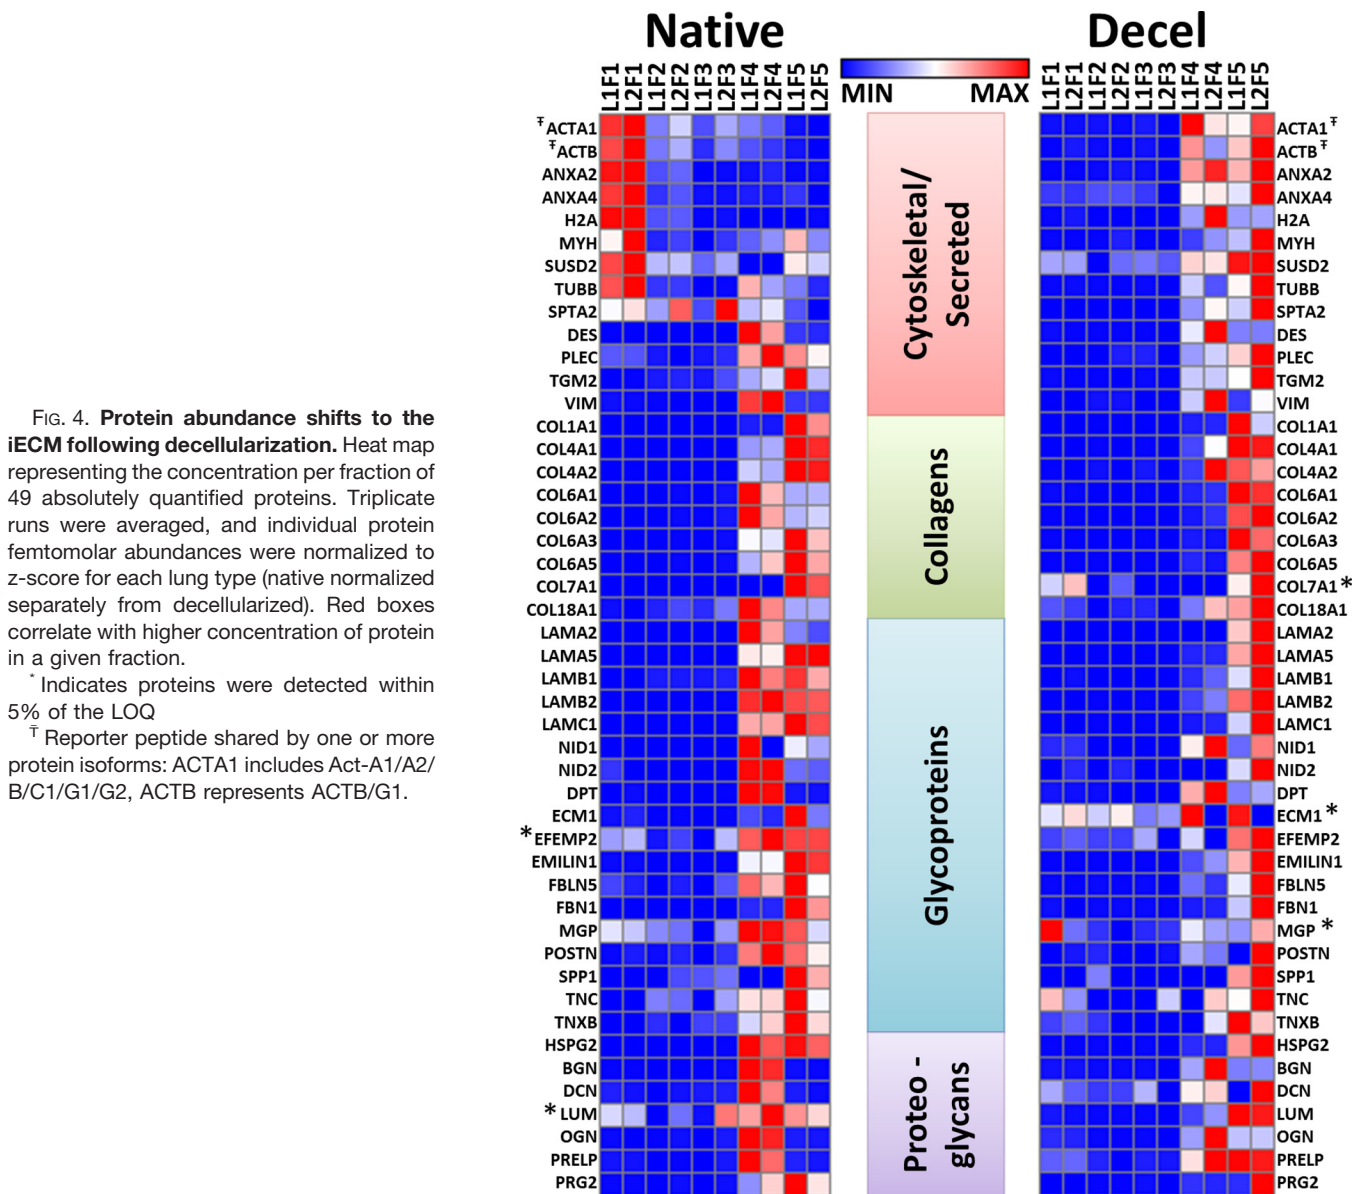 FIG. 4. Protein abundance shifts to the
iECM following decellularization. Heat map
representing the concentration per fraction of
49 absolutely quantified proteins. Triplicate
runs were averaged, and individual protein
femtomolar abundances were normalized to
z-score for each lung type (native normalized
separately from decellularized). Red boxes
correlate with higher concentration of protein
in a given fraction.
* Indicates proteins were detected within
5% of the LOQ
Ŧ Reporter peptide shared by one or more
protein isoforms: ACTA1 includes Act-A1/A2/
B/C1/G1/G2, ACTB represents ACTB/G1.
Native
L1F1 L2F1 L1F2 L2F2 L1F3 L2F3 L1F4 L2F4 L1F5 L2F5
ŦACTA1
ŦACTB
ANXA2
ANXA4
H2A
MYH
SUSD2
TUBB
SPTA2
DES
PLEC
TGM2
VIM
COL1A1
COL4A1
COL4A2
COL6A1
COL6A2
COL6A3
COL6A5
COL7A1
COL18A1
LAMA2
LAMA5
LAMB1
LAMB2
LAMC1
NID1
NID2
DPT
ECM1
*EFEMP2
EMILIN1
FBLN5
FBN1
MGP
POSTN
SPP1
TNC
TNXB
HSPG2
BGN
DCN
*LUM
OGN
PRELP
PRG2
MIN MAX
Cytoskeletal/
Secreted
Collagens
Glycoproteins
Proteo -
glycans
Decel
L1F1 L2F1 L1F2 L2F2 L1F3 L2F3 L1F4 L2F4 L1F5 L2F5
ACTA1Ŧ
ACTBŦ
ANXA2
ANXA4
H2A
MYH
SUSD2
TUBB
SPTA2
DES
PLEC
TGM2
VIM
COL1A1
COL4A1
COL4A2
COL6A1
COL6A2
COL6A3
COL6A5
COL7A1*
COL18A1
LAMA2
LAMA5
LAMB1
LAMB2
LAMC1
NID1
NID2
DPT
ECM1 *
EFEMP2
EMILIN1
FBLN5
FBN1
MGP *
POSTN
SPP1
TNC
TNXB
HSPG2
BGN
DCN
LUM
OGN
PRELP
PRG2